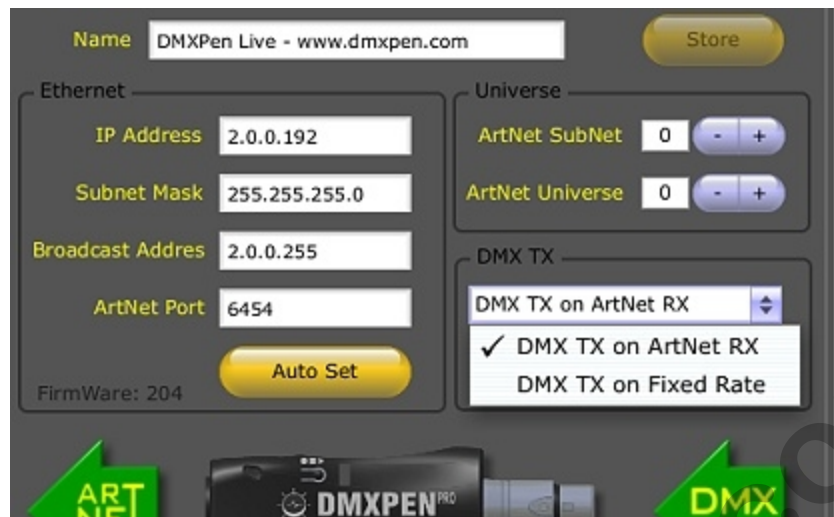 Name DMXPen Live - www.dmxpen.com Store
Ethernet
IP Address 2.0.0.192
Subnet Mask 255.255.255.0
Broadcast Addres 2.0.0.255
ArtNet Port 6454
Auto Set
FirmWare: 204
Universe
ArtNet SubNet 0 - +
ArtNet Universe 0 - +
DMX TX
DMX TX on ArtNet RX
✓ DMX TX on ArtNet RX
DMX TX on Fixed Rate
ART
NET
DMXPEN PRO
DMX